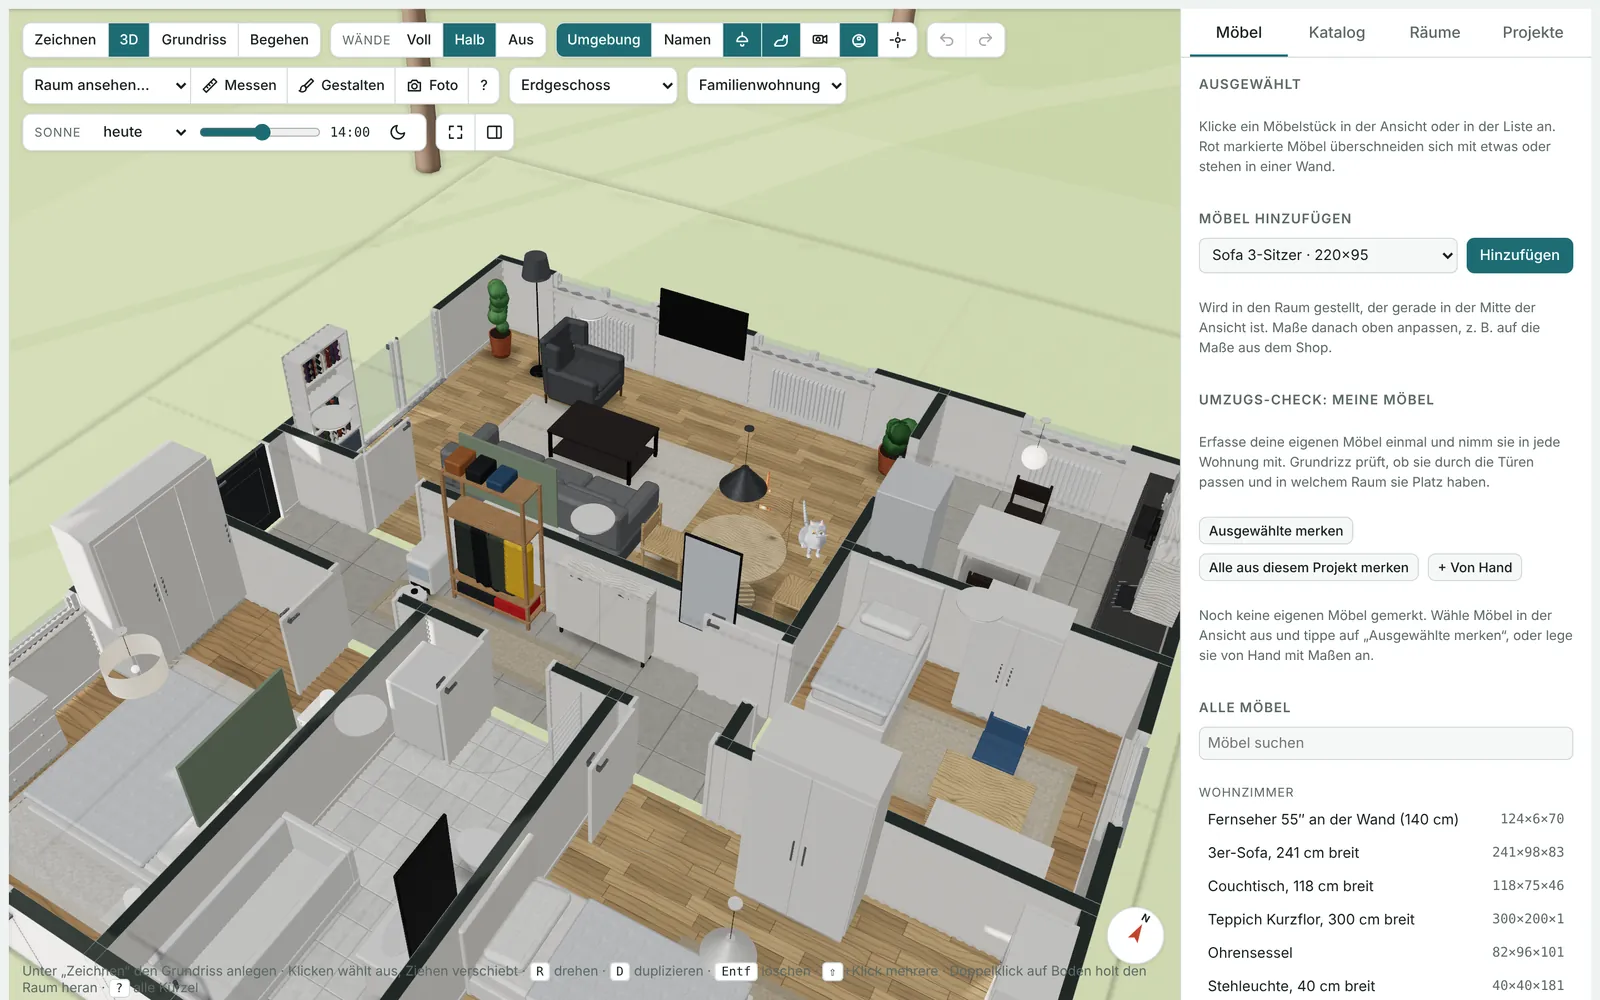 Zeichnen 3D Grundriss Begehen WÄNDE Voll Halb Aus Umgebung Namen
Raum ansehen... Messen Gestalten Foto ? Erdgeschoss Familienwohnung
SONNE heute 14:00
N
Unter „Zeichnen“ den Grundriss anlegen · Klicken wählt aus, Ziehen verschiebt · R drehen · D duplizieren · Entf löschen · ⇧ +Klick mehrere · Doppelklick auf Boden holt den
Raum heran · ? alle Kürzel
Möbel Katalog Räume Projekte
AUSGEWÄHLT
Klicke ein Möbelstück in der Ansicht oder in der Liste an.
Rot markierte Möbel überschneiden sich mit etwas oder
stehen in einer Wand.
MÖBEL HINZUFÜGEN
Sofa 3-Sitzer · 220×95 Hinzufügen
Wird in den Raum gestellt, der gerade in der Mitte der
Ansicht ist. Maße danach oben anpassen, z. B. auf die
Maße aus dem Shop.
UMZUGS-CHECK: MEINE MÖBEL
Erfasse deine eigenen Möbel einmal und nimm sie in jede
Wohnung mit. Grundrizz prüft, ob sie durch die Türen
passen und in welchem Raum sie Platz haben.
Ausgewählte merken
Alle aus diesem Projekt merken + Von Hand
Noch keine eigenen Möbel gemerkt. Wähle Möbel in der
Ansicht aus und tippe auf „Ausgewählte merken“, oder lege
sie von Hand mit Maßen an.
ALLE MÖBEL
Möbel suchen
WOHNZIMMER
Fernseher 55″ an der Wand (140 cm) 124×6×70
3er-Sofa, 241 cm breit 241×98×83
Couchtisch, 118 cm breit 118×75×46
Teppich Kurzflor, 300 cm breit 300×200×1
Ohrensessel 82×96×101
Stehleuchte, 40 cm breit 40×40×181